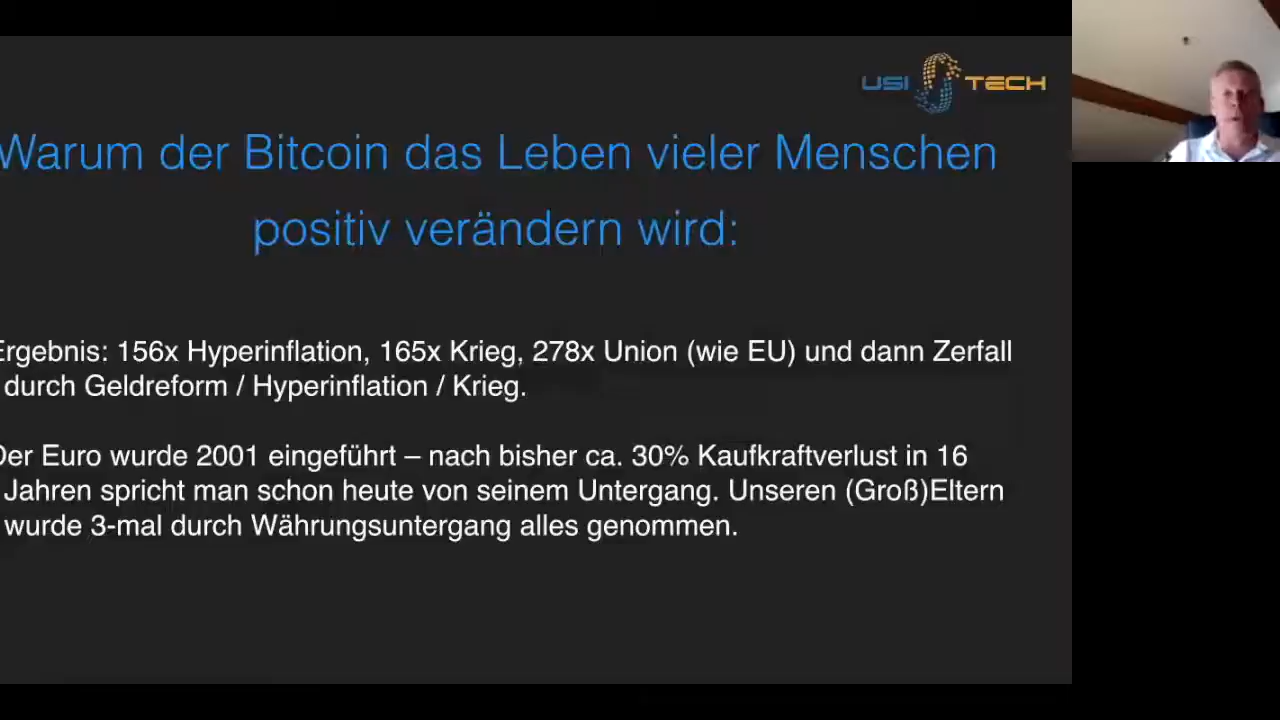 USI TECH
Warum der Bitcoin das Leben vieler Menschen
positiv verändern wird:
Ergebnis: 156x Hyperinflation, 165x Krieg, 278x Union (wie EU) und dann Zerfall
durch Geldreform / Hyperinflation / Krieg.
Der Euro wurde 2001 eingeführt – nach bisher ca. 30% Kaufkraftverlust in 16
Jahren spricht man schon heute von seinem Untergang. Unseren (Groß)Eltern
wurde 3-mal durch Währungsuntergang alles genommen.